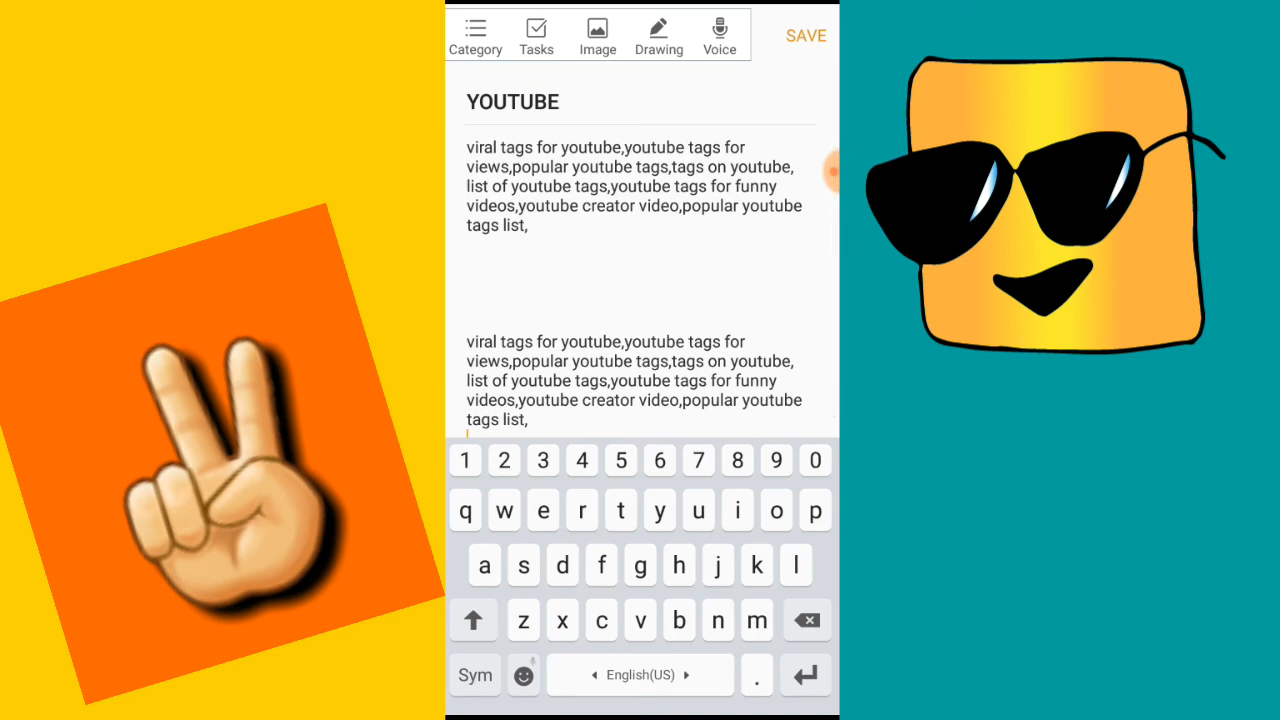 Category Tasks Image Drawing Voice SAVE
YOUTUBE
viral tags for youtube,youtube tags for
views,popular youtube tags,tags on youtube,
list of youtube tags,youtube tags for funny
videos,youtube creator video,popular youtube
tags list,
viral tags for youtube,youtube tags for
views,popular youtube tags,tags on youtube,
list of youtube tags,youtube tags for funny
videos,youtube creator video,popular youtube
tags list,
1 2 3 4 5 6 7 8 9 0
q w e r t y u i o p
a s d f g h j k l
z x c v b n m
Sym English(US) .